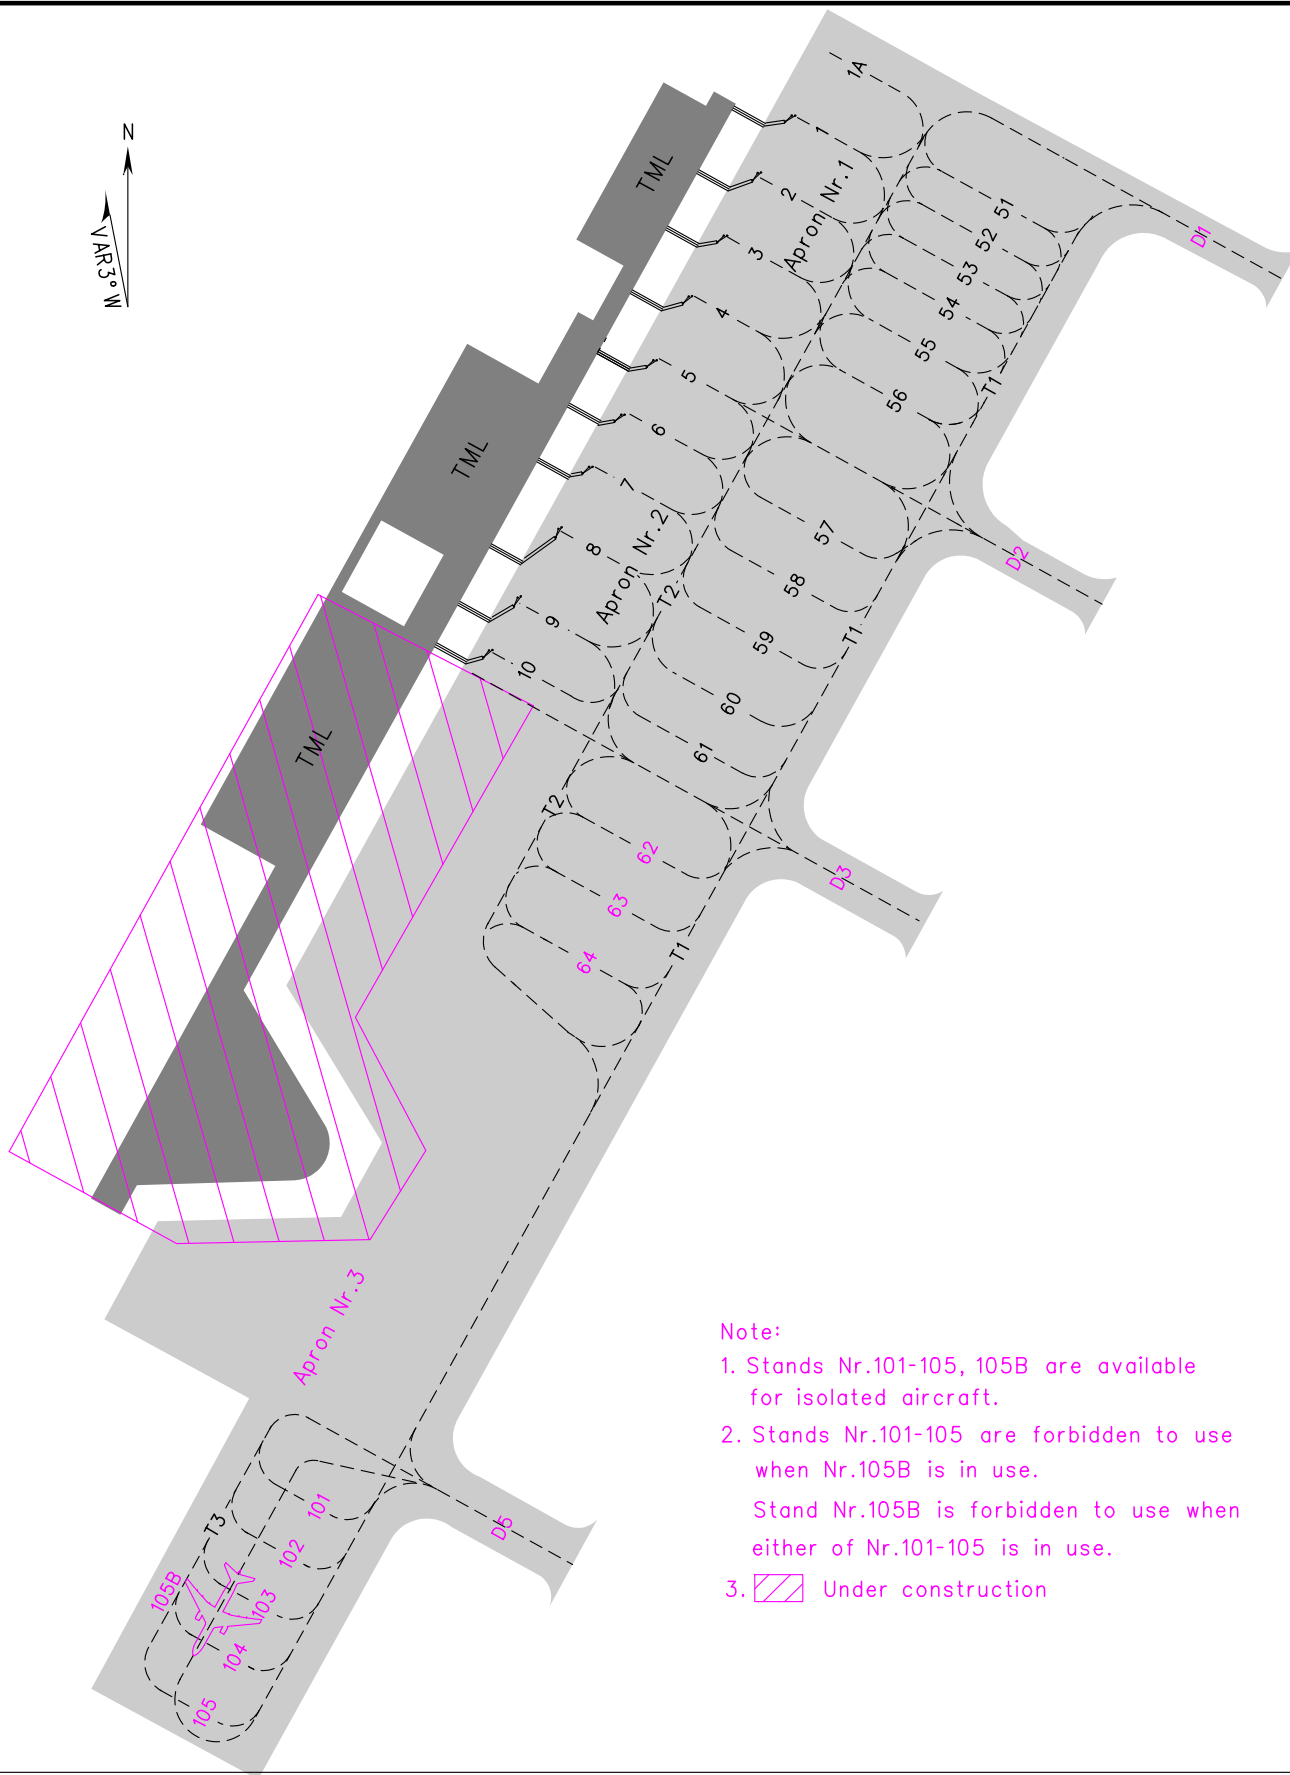 1A
N
1
TML
2
Apron Nr.1
51
D1
52
VAR3°W
3
53
4
54
55
5
T1
56
6
TML
7
57
8
Apron Nr.2
D2
58
T2
9
59
T1
10
60
TML
61
T2
62
D3
63
64
T1
Apron Nr.3
101
T3
D5
102
105B
103
104
105
Note:
1. Stands Nr.101-105, 105B are available
for isolated aircraft.
2. Stands Nr.101-105 are forbidden to use
when Nr.105B is in use.
Stand Nr.105B is forbidden to use when
either of Nr.101-105 is in use.
3. Under construction